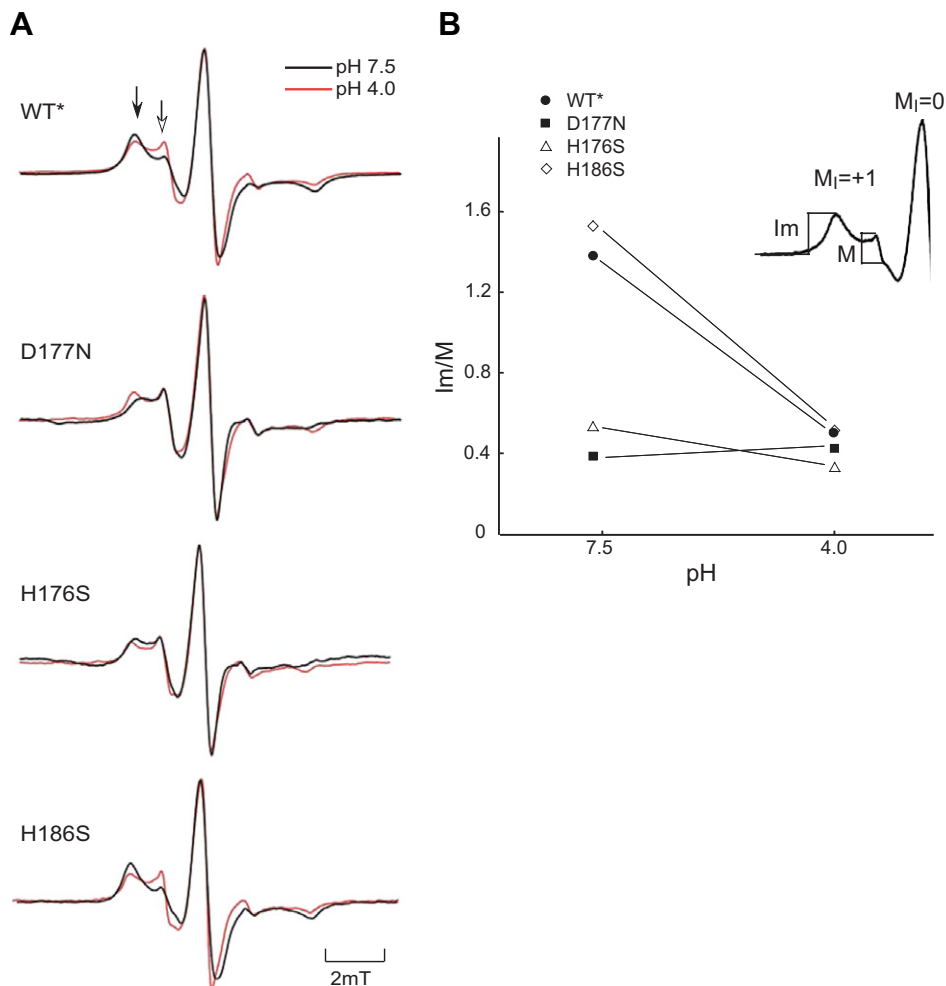 A
pH 7.5
pH 4.0
WT*
D177N
H176S
H186S
2mT
B
WT*
D177N
H176S
H186S
M_I=0
M_I=+1
Im
M
Im/M
1.6
1.2
0.8
0.4
0
7.5
4.0
pH